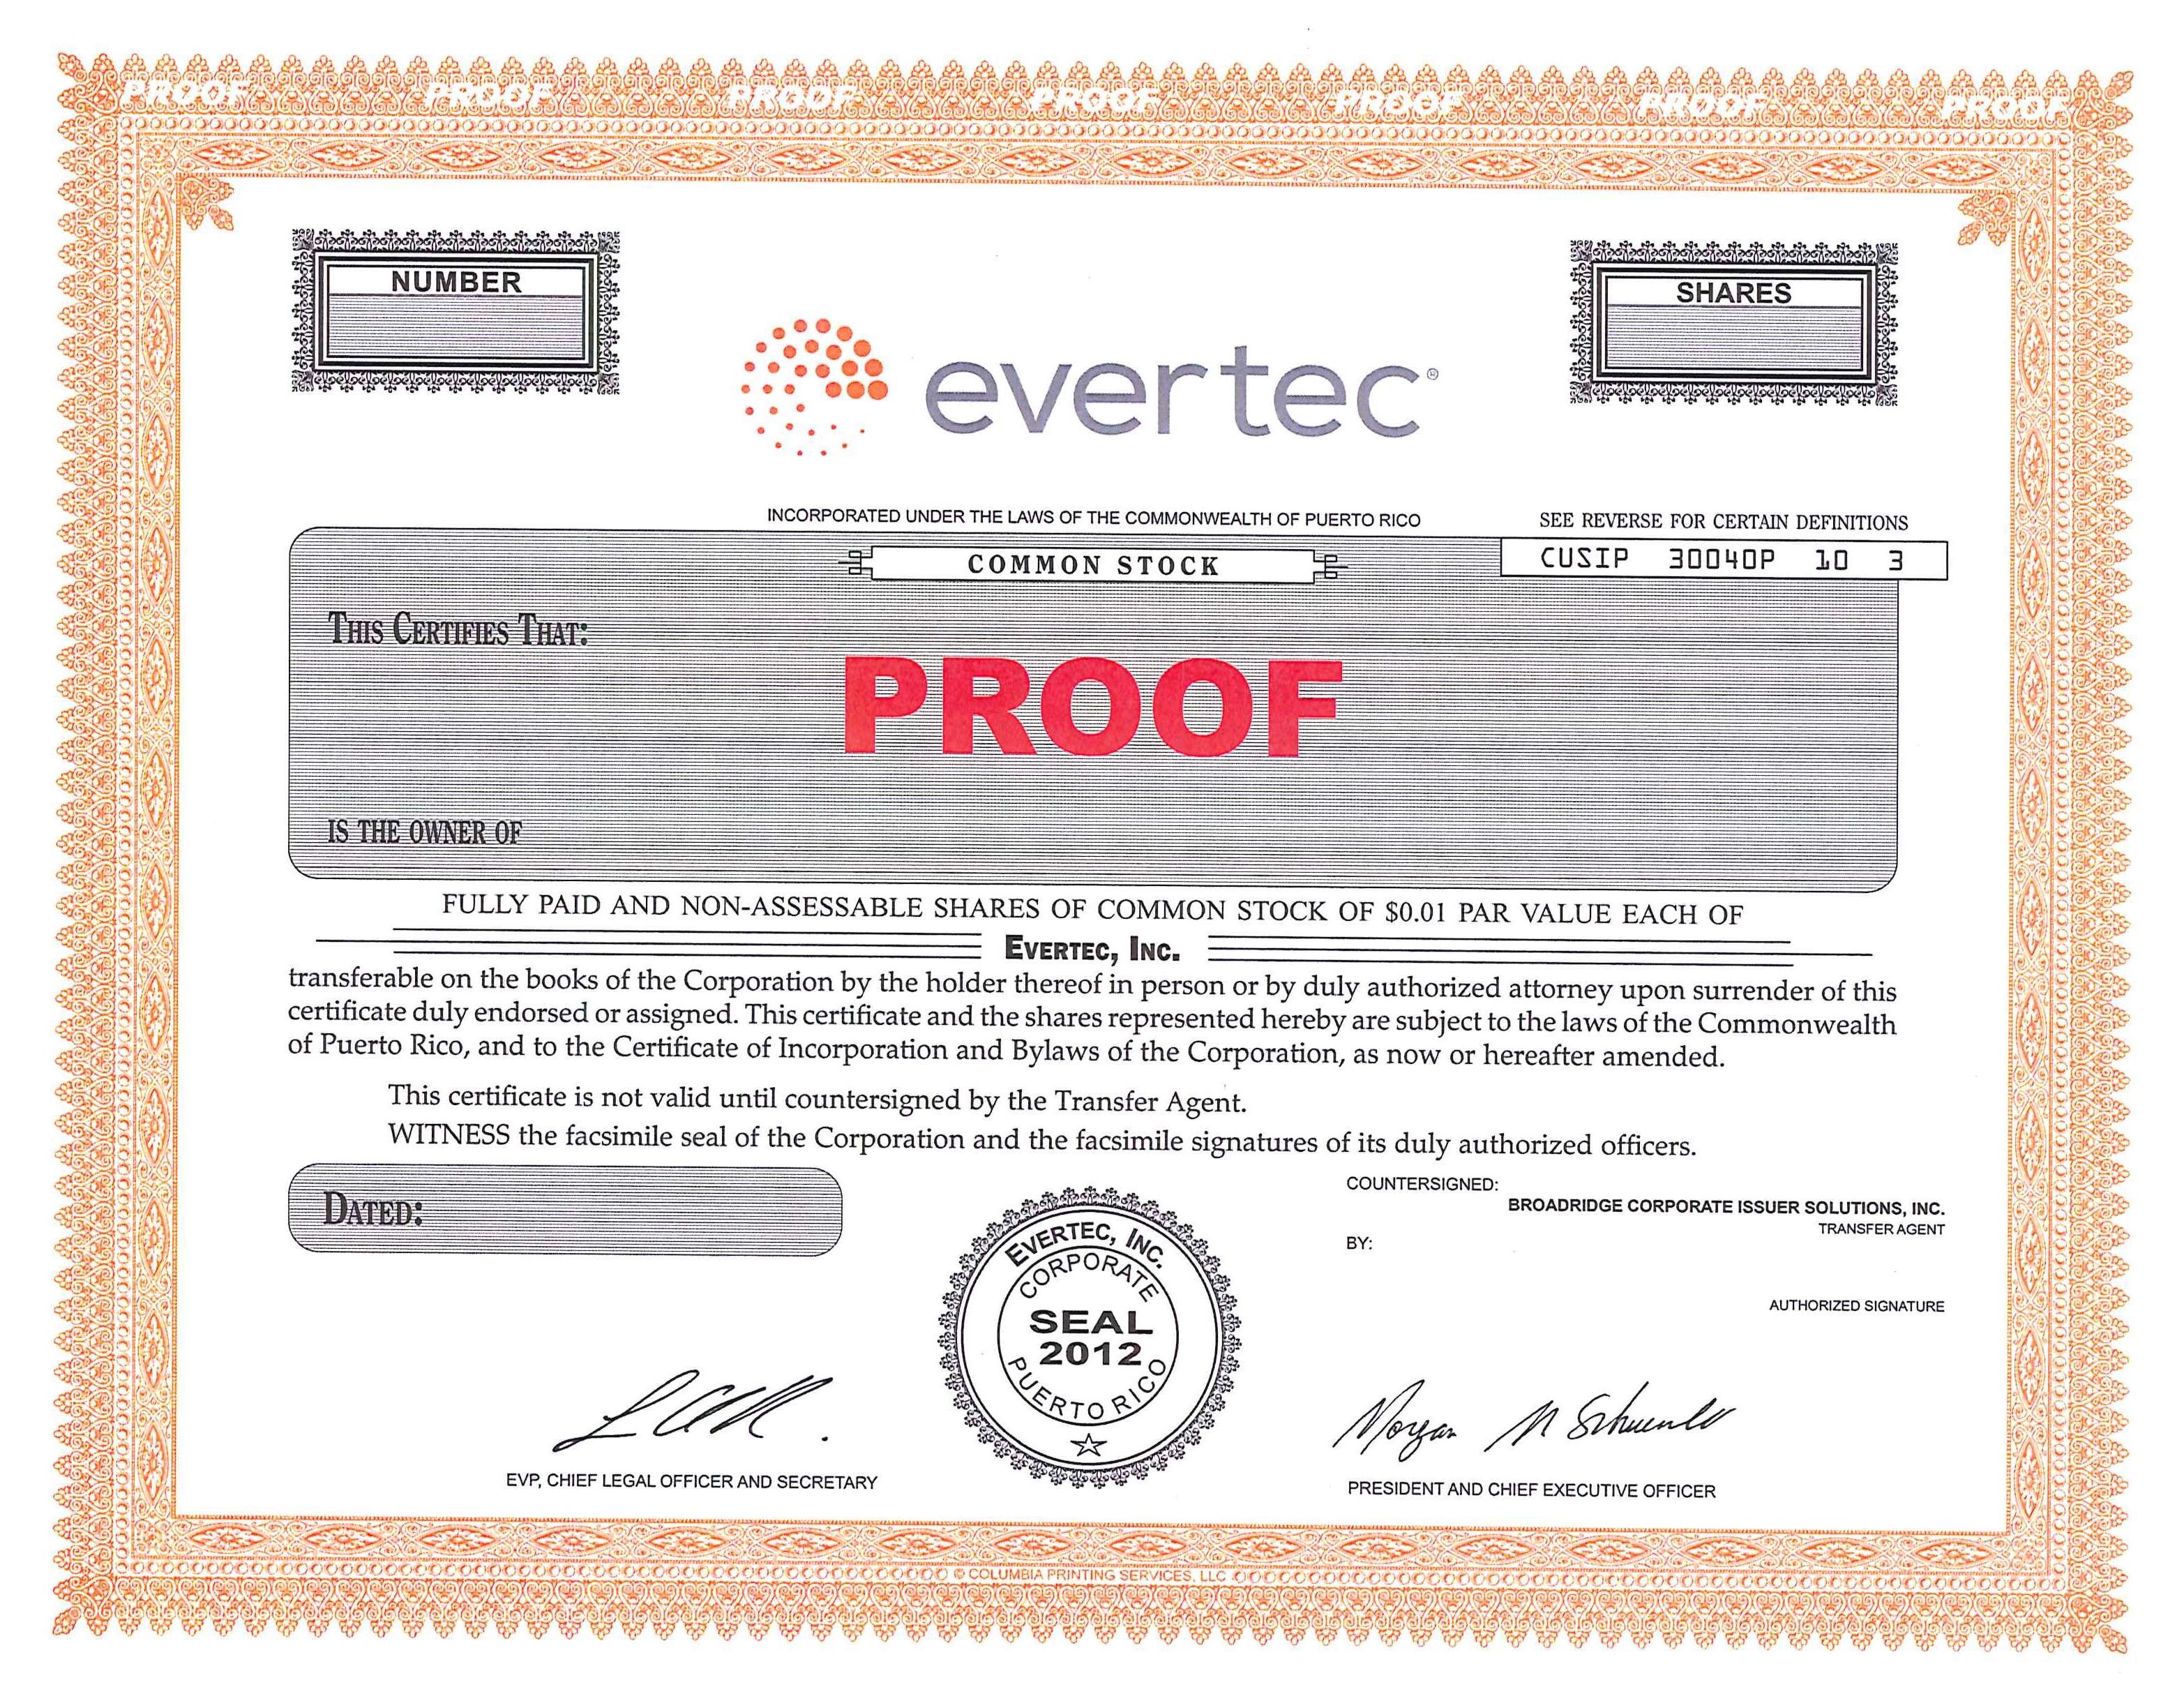 PROOF PROOF PROOF PROOF PROOF PROOF PROOF
NUMBER
SHARES
evertec®
INCORPORATED UNDER THE LAWS OF THE COMMONWEALTH OF PUERTO RICO
SEE REVERSE FOR CERTAIN DEFINITIONS
COMMON STOCK
CUSIP 30040P 10 3
THIS CERTIFIES THAT:
PROOF
IS THE OWNER OF
FULLY PAID AND NON-ASSESSABLE SHARES OF COMMON STOCK OF $0.01 PAR VALUE EACH OF
EVERTEC, INC.
transferable on the books of the Corporation by the holder thereof in person or by duly authorized attorney upon surrender of this
certificate duly endorsed or assigned. This certificate and the shares represented hereby are subject to the laws of the Commonwealth
of Puerto Rico, and to the Certificate of Incorporation and Bylaws of the Corporation, as now or hereafter amended.
This certificate is not valid until countersigned by the Transfer Agent.
WITNESS the facsimile seal of the Corporation and the facsimile signatures of its duly authorized officers.
DATED:
COUNTERSIGNED:
BROADRIDGE CORPORATE ISSUER SOLUTIONS, INC.
TRANSFER AGENT
BY:
AUTHORIZED SIGNATURE
EVERTEC, INC.
CORPORATE
SEAL
2012
PUERTO RICO
Morgan M Schuessler
EVP, CHIEF LEGAL OFFICER AND SECRETARY
PRESIDENT AND CHIEF EXECUTIVE OFFICER
© COLUMBIA PRINTING SERVICES, LLC